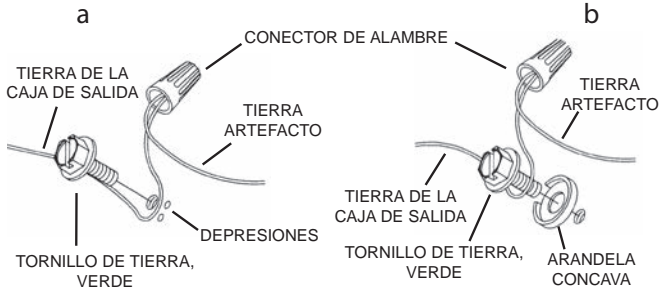 a
b
CONECTOR DE ALAMBRE
TIERRA DE LA
CAJA DE SALIDA
TIERRA
ARTEFACTO
DEPRESIONES
TORNILLO DE TIERRA,
VERDE
TIERRA
ARTEFACTO
TIERRA DE LA
CAJA DE SALIDA
TORNILLO DE TIERRA,
VERDE
ARANDELA
CONCAVA